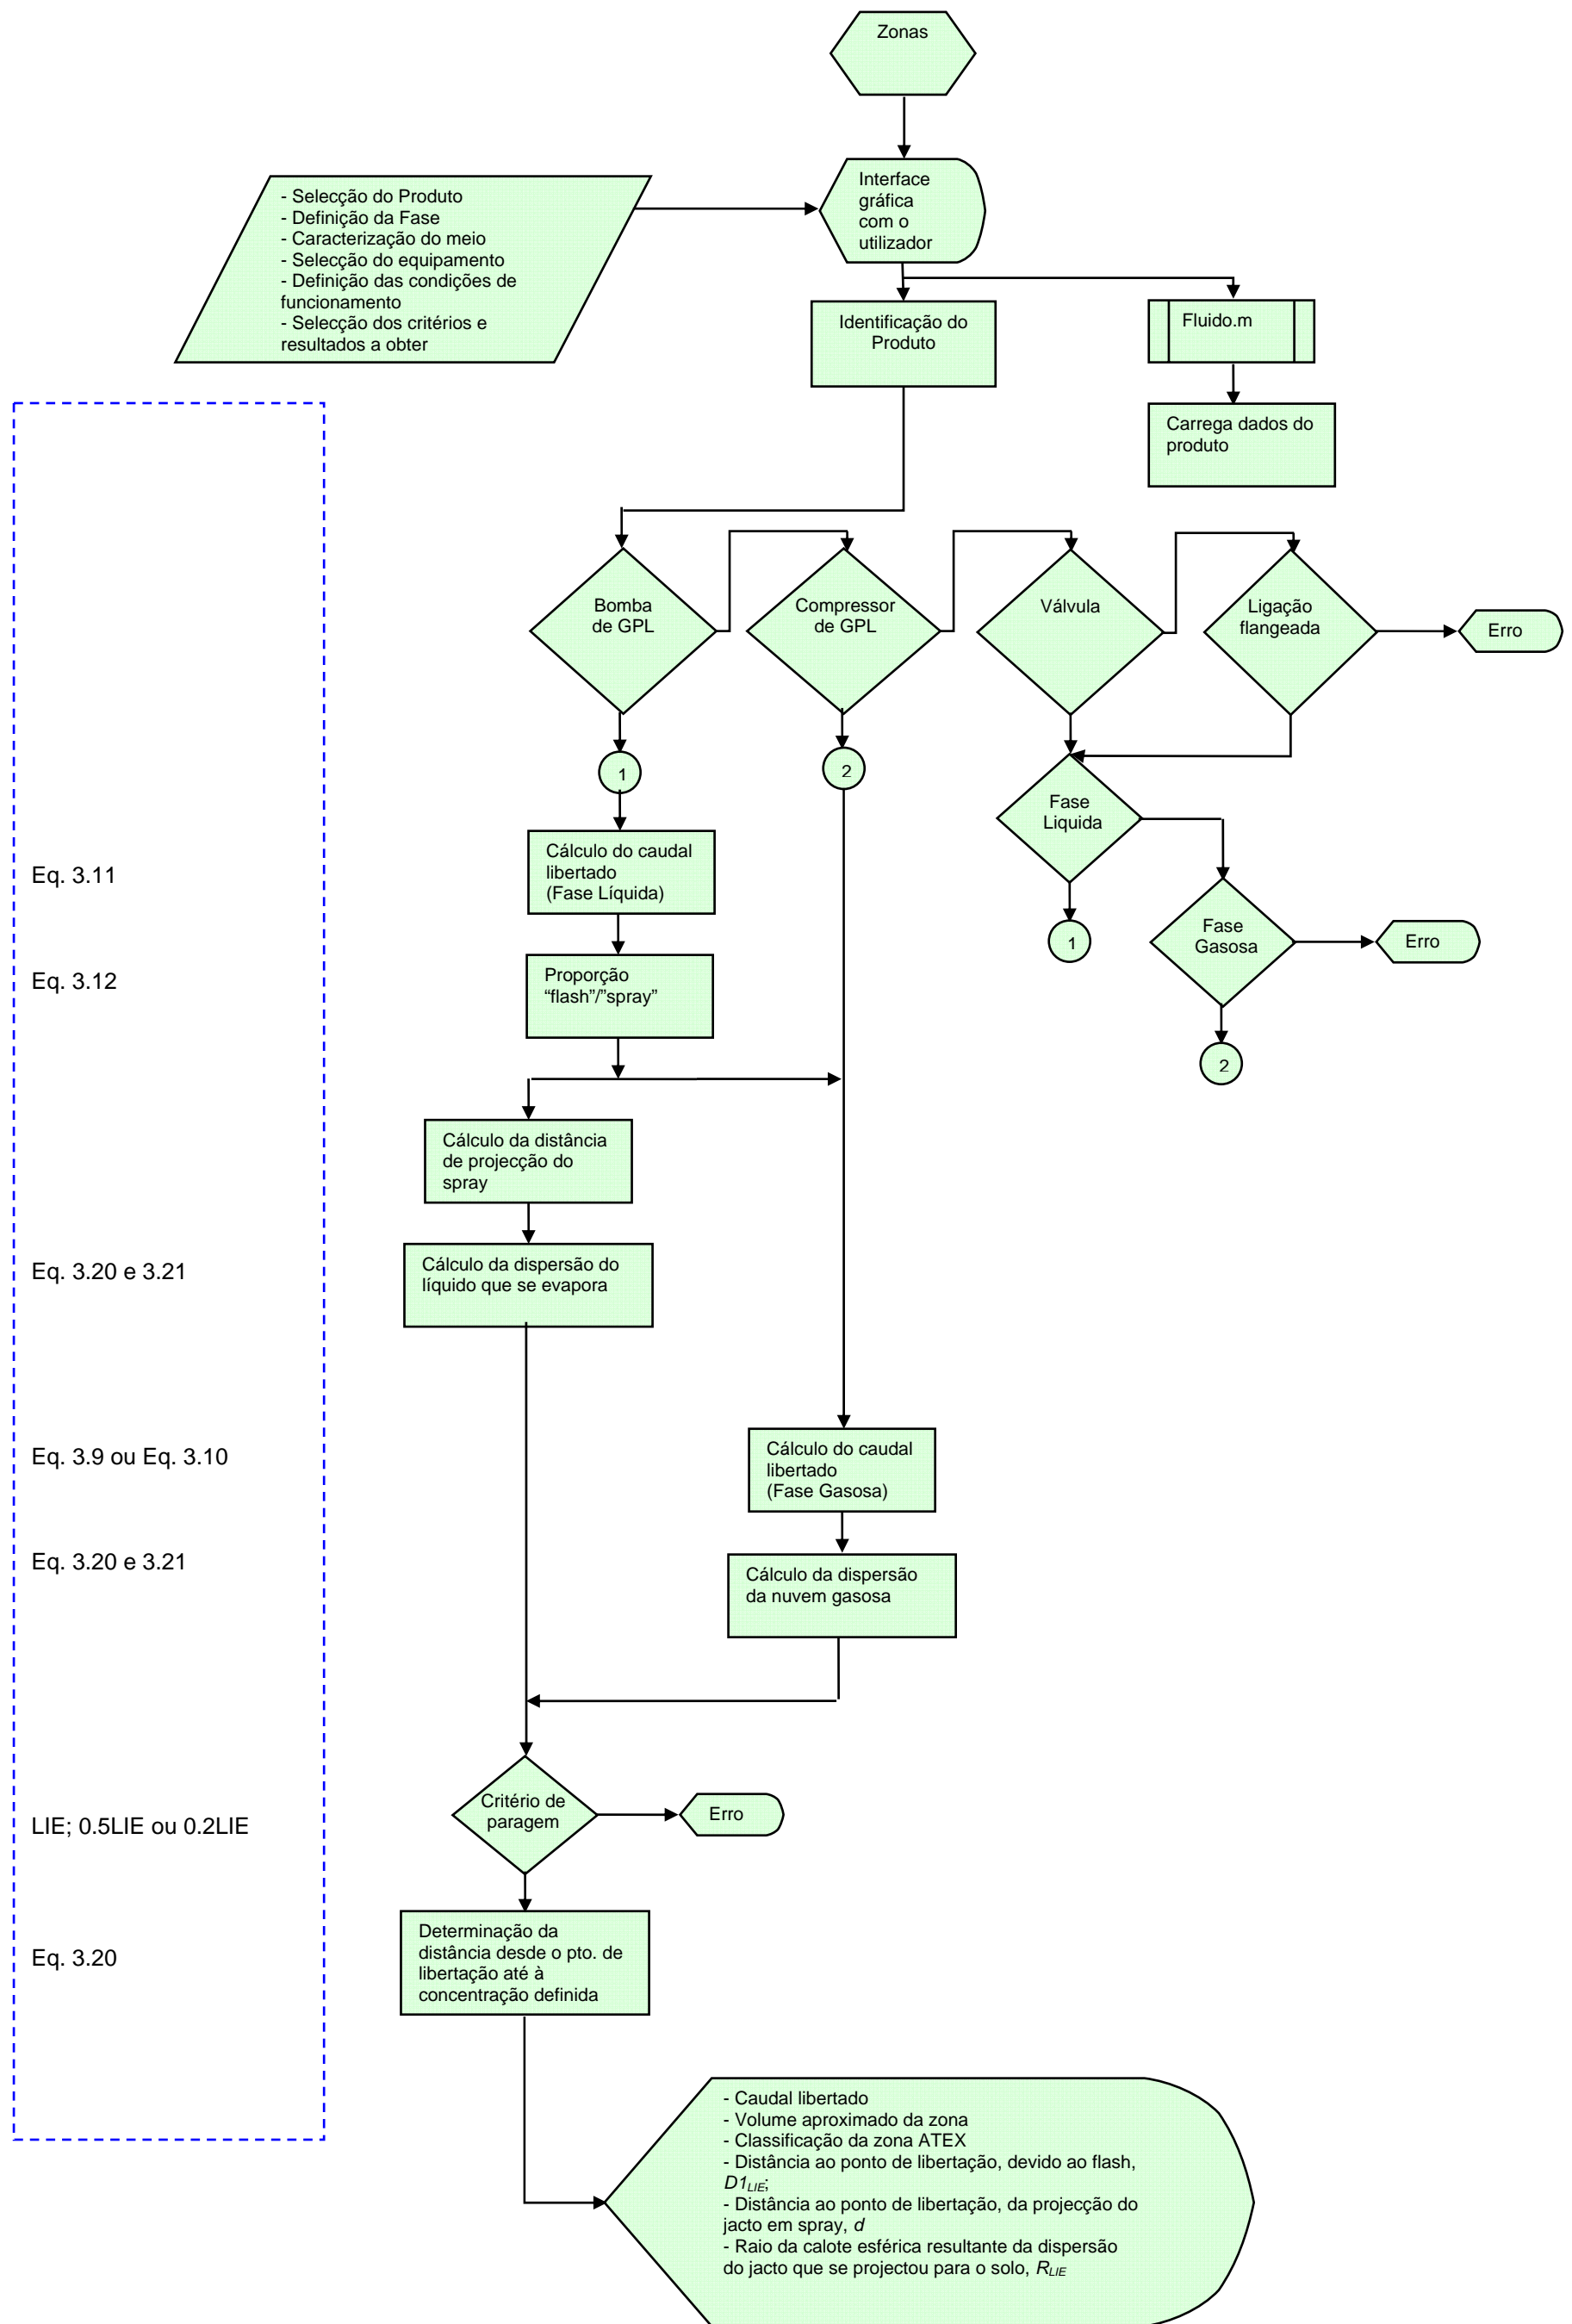 Zonas
- Selecção do Produto
- Definição da Fase
- Caracterização do meio
- Selecção do equipamento
- Definição das condições de
funcionamento
- Selecção dos critérios e
resultados a obter
Interface
gráfica
com o
utilizador
Identificação do
Produto
Fluido.m
Carrega dados do
produto
Bomba
de GPL
Compressor
de GPL
Válvula
Ligação
flangeada
Erro
1
2
Fase
Liquida
Eq. 3.11
Cálculo do caudal
libertado
(Fase Líquida)
1
Fase
Gasosa
Erro
Eq. 3.12
Proporção
“flash”/”spray”
2
Cálculo da distância
de projecção do
spray
Eq. 3.20 e 3.21
Cálculo da dispersão do
líquido que se evapora
Eq. 3.9 ou Eq. 3.10
Cálculo do caudal
libertado
(Fase Gasosa)
Eq. 3.20 e 3.21
Cálculo da dispersão
da nuvem gasosa
LIE; 0.5LIE ou 0.2LIE
Critério de
paragem
Erro
Eq. 3.20
Determinação da
distância desde o pto. de
libertação até à
concentração definida
- Caudal libertado
- Volume aproximado da zona
- Classificação da zona ATEX
- Distância ao ponto de libertação, devido ao flash,
D1LIE;
- Distância ao ponto de libertação, da projecção do
jacto em spray, d
- Raio da calote esférica resultante da dispersão
do jacto que se projectou para o solo, RLIE